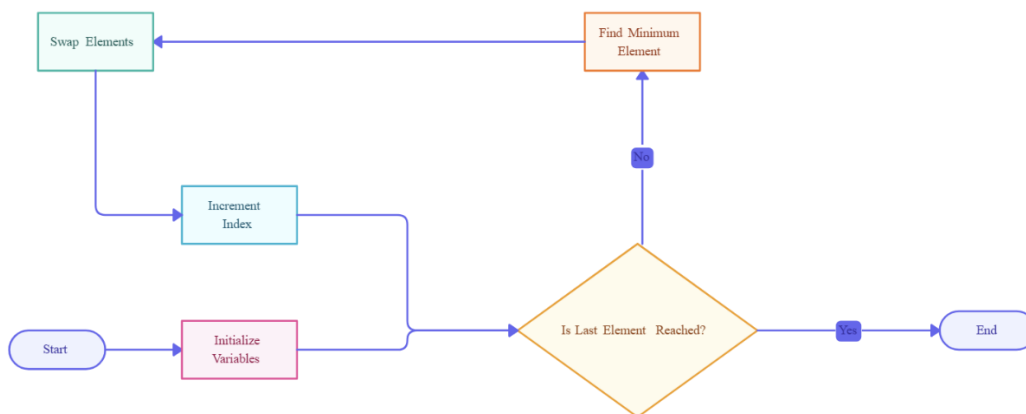 Swap Elements
Find Minimum
Element
No
Increment
Index
Start
Initialize
Variables
Is Last Element Reached?
Yes
End